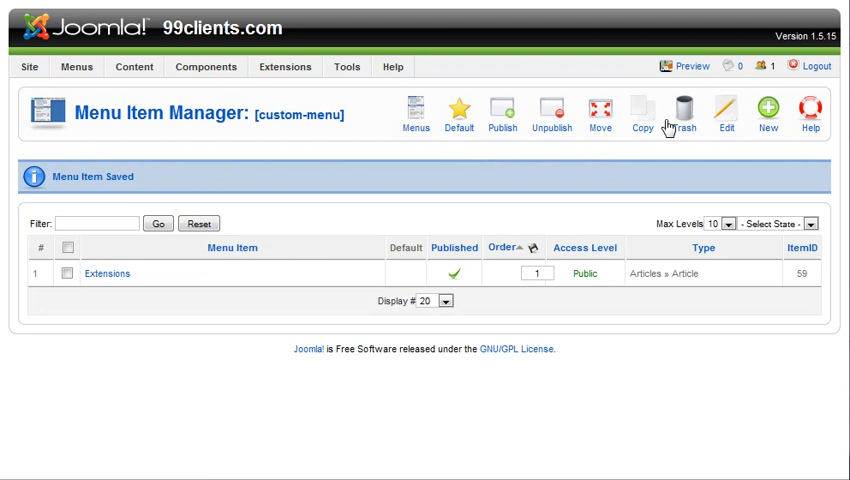 Joomla!™ 99clients.com
Version 1.5.15
Site Menus Content Components Extensions Tools Help Preview 0 1 Logout
Menu Item Manager: [custom-menu]
Menus Default Publish Unpublish Move Copy Trash Edit New Help
Menu Item Saved
Filter: Go Reset Max Levels 10 - Select State -
# Menu Item Default Published Order Access Level Type ItemID
1 Extensions 1 Public Articles » Article 59
Display # 20
Joomla! is Free Software released under the GNU/GPL License.